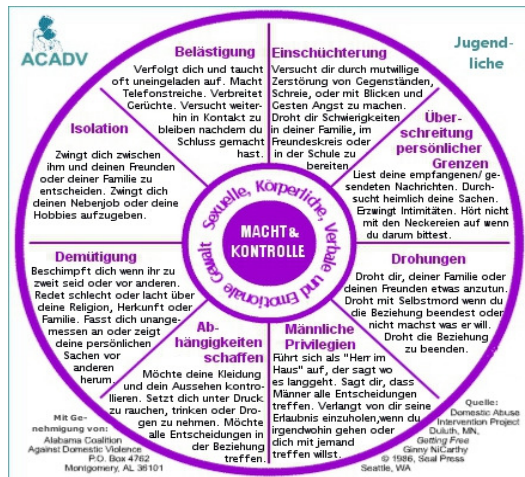 ACADV
Jugend-
liche
Belästigung
Verfolgt dich und taucht
oft uneingeladen auf. Macht
Telefonstreiche. Verbreitet
Gerüchte. Versucht weiter-
hin in Kontakt zu
bleiben nachdem du
Schluss gemacht
hast.
Einschüchterung
Versucht dir durch mutwillige
Zerstörung von Gegenständen,
Schreie, oder mit Blicken und
Gesten Angst zu machen.
Droht dir Schwierigkeiten
in deiner Familie, im
Freundeskreis oder
in der Schule zu
bereiten
Über-
schreitung
persönlicher
Grenzen
Liest deine empfangenen/ ge-
sendeten Nachrichten. Durch-
sucht heimlich deine Sachen.
Erzwingt Intimitäten. Hört nicht
mit den Neckereien auf wenn
du darum bittest.
Drohungen
Droht dir, deiner Familie oder
deinen Freunden etwas anzutun.
Droht mit Selbstmord wenn du
die Beziehung beendest oder
nicht machst was er will.
Droht die Beziehung
zu beenden.
Männliche
Privilegien
Führt sich als "Herr im
Haus" auf, der sagt wo
es langgeht. Sagt dir, dass
Männer alle Entscheidungen
treffen. Verlangt von dir seine
Erlaubnis einzuholen,wenn du
irgendwohin gehen oder
dich mit jemand
treffen willst.
Ab-
hängigkeiten
schaffen
Möchte deine Kleidung
und dein Aussehen kontrol-
lieren. Setzt dich unter Druck
zu rauchen, trinken oder Dro-
gen zu nehmen. Möchte
alle Entscheidungen in
der Beziehung
treffen.
Demütigung
Beschimpft dich wenn ihr zu
zweit seid oder vor anderen.
Redet schlecht oder lacht über
deine Religion, Herkunft oder
Familie. Fasst dich unange-
messen an oder zeigt
deine persönlichen
Sachen vor
anderen
herum.
Isolation
Zwingt dich zwischen
ihm und deinen Freunden
oder deiner Familie zu
entscheiden. Zwingt dich
deinen Nebenjob oder deine
Hobbies aufzugeben.
Sexuelle, Körperliche, Verbale und Emotionale Gewalt
MACHT &
KONTROLLE
Mit Ge-
nehmigung von:
Alabama Coalition
Against Domestic Violence
P.O. Box 4762
Montgomery, AL 36101
Quelle:
Domestic Abuse
Intervention Project
Duluth, MN,
Getting Free
Ginny NiCarthy
© 1986, Seal Press
Seattle, WA